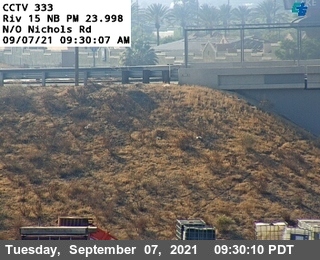 CCTV 333
Riv 15 NB PM 23.998
N/O Nichols Rd
09/07/21 09:30:07 AM
Tuesday, September 07, 2021 09:30:10 PDT